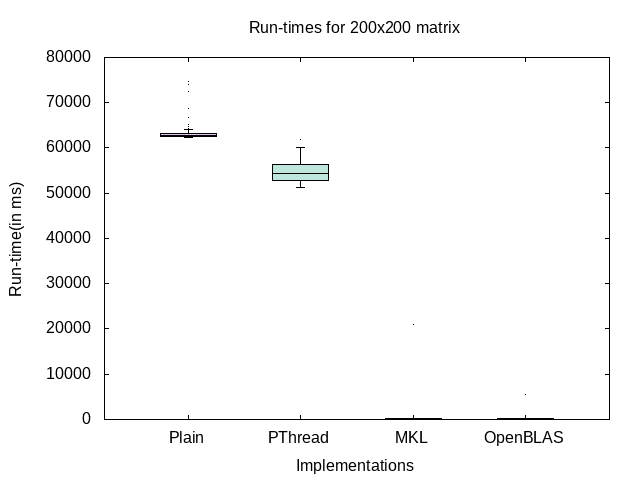 Run-times for 200x200 matrix
80000
70000
60000
50000
40000
30000
20000
10000
0
Run-time(in ms)
Plain PThread MKL OpenBLAS
Implementations